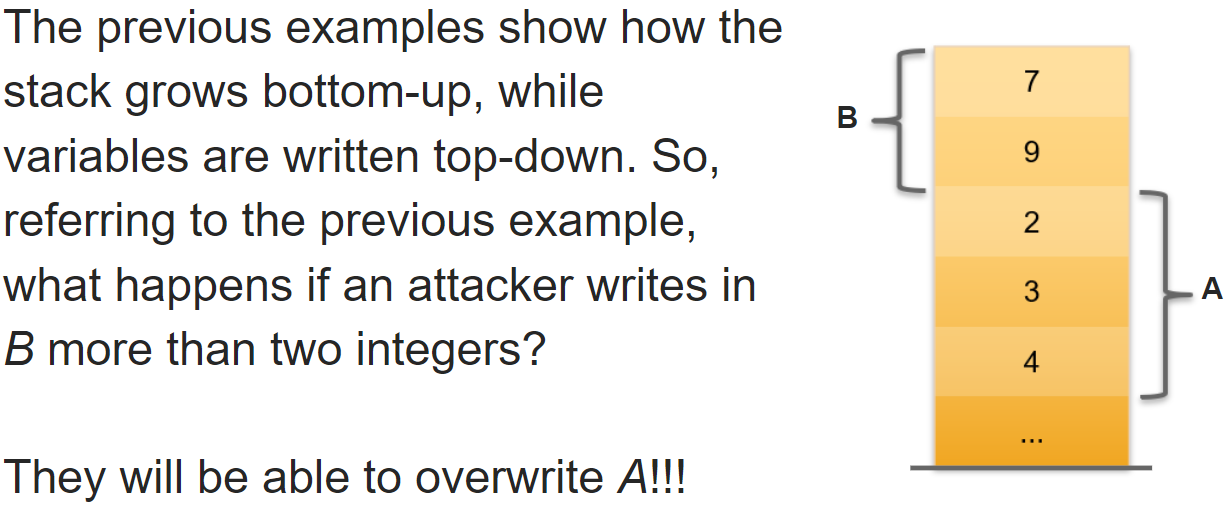 The previous examples show how the
stack grows bottom-up, while
variables are written top-down. So,
referring to the previous example,
what happens if an attacker writes in
B more than two integers?
They will be able to overwrite A!!!
B
7
9
2
3
4
...
A